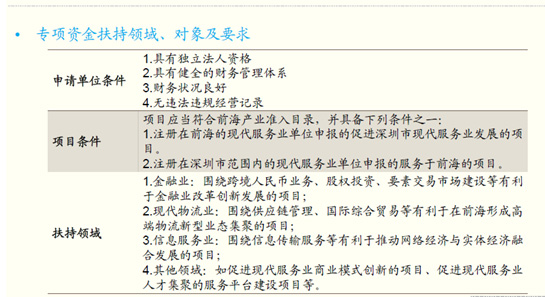 • 专项资金扶持领域、对象及要求
申请单位条件
1.具有独立法人资格
2.具有健全的财务管理体系
3.财务状况良好
4.无违法违规经营记录
项目条件
项目应当符合前海产业准入目录，并具备下列条件之一：
1.注册在前海的现代服务业单位申报的促进深圳市现代服务业发展的项
目。
2.注册在深圳市范围内的现代服务业单位申报的服务于前海的项目。
扶持领域
1.金融业：围绕跨境人民币业务、股权投资、要素交易市场建设等有利
于金融业改革创新发展的项目；
2.现代物流业：围绕供应链管理、国际综合贸易等有利于在前海形成高
端物流新型业态集聚的项目；
3.信息服务业：围绕信息传输服务等有利于推动网络经济与实体经济融
合发展的项目；
4.其他领域：如促进现代服务业商业模式创新的项目、促进现代服务业
人才集聚的服务平台建设项目等。